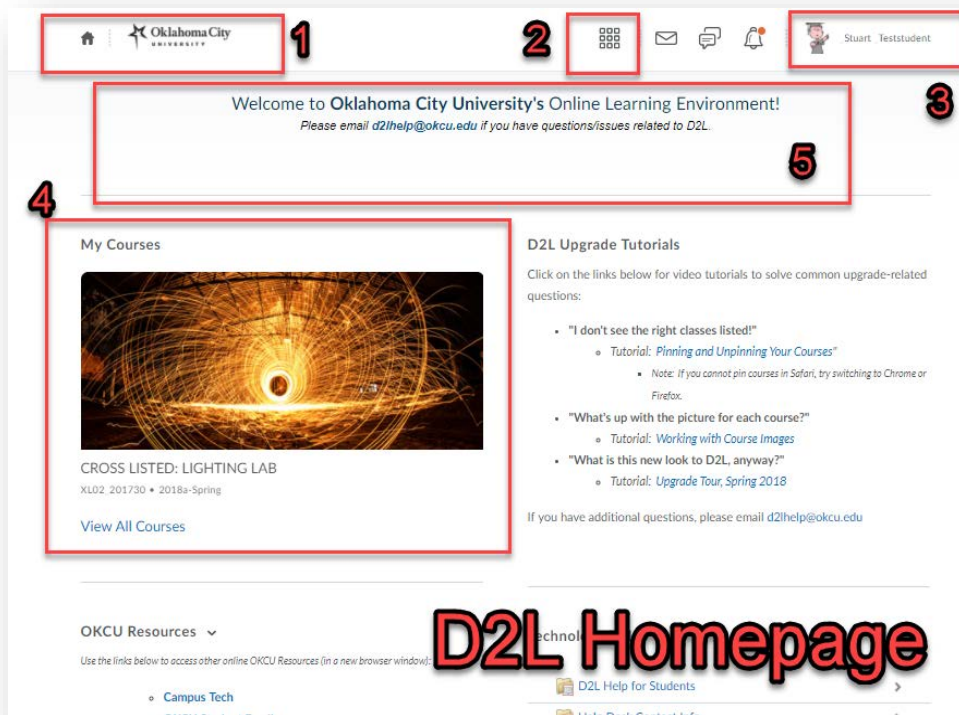 Oklahoma City
UNIVERSITY
1
2
Stuart Teststudent
3
Welcome to Oklahoma City University's Online Learning Environment!
Please email d2lhelp@okcu.edu if you have questions/issues related to D2L.
5
4
My Courses
CROSS LISTED: LIGHTING LAB
XL02_201730 • 2018a-Spring
View All Courses
D2L Upgrade Tutorials
Click on the links below for video tutorials to solve common upgrade-related
questions:
• "I don't see the right classes listed!"
Tutorial: Pinning and Unpinning Your Courses"
Note: If you cannot pin courses in Safari, try switching to Chrome or
Firefox.
• "What's up with the picture for each course?"
Tutorial: Working with Course Images
• "What is this new look to D2L, anyway?"
Tutorial: Upgrade Tour, Spring 2018
If you have additional questions, please email d2lhelp@okcu.edu
OKCU Resources
Use the links below to access other online OKCU Resources (in a new browser window):
Campus Tech
D2L Homepage
D2L Help for Students